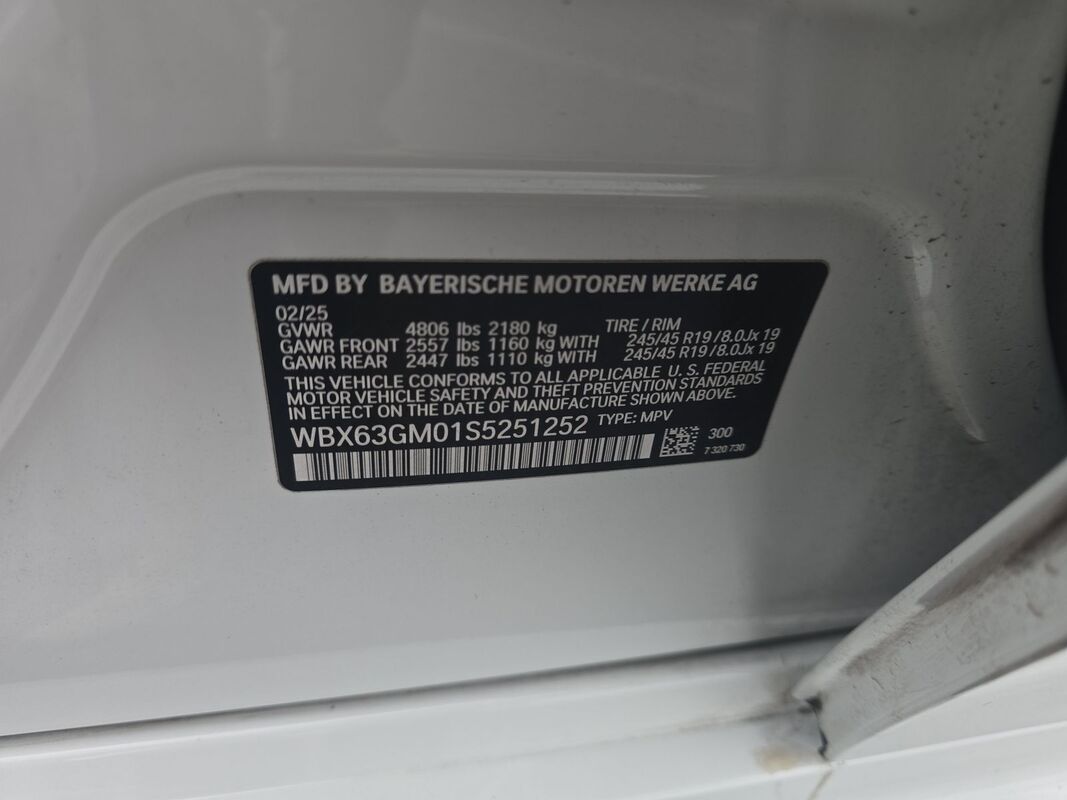 MFD BY BAYERISCHE MOTOREN WERKE AG
02/25
GVWR 4806 lbs 2180 kg TIRE / RIM
GAWR FRONT 2557 lbs 1160 kg WITH 245/45 R19 / 8.0Jx 19
GAWR REAR 2447 lbs 1110 kg WITH 245/45 R19 / 8.0Jx 19
THIS VEHICLE CONFORMS TO ALL APPLICABLE U. S. FEDERAL
MOTOR VEHICLE SAFETY AND THEFT PREVENTION STANDARDS
IN EFFECT ON THE DATE OF MANUFACTURE SHOWN ABOVE.
WBX63GM01S5251252 TYPE: MPV
300
7 320 730